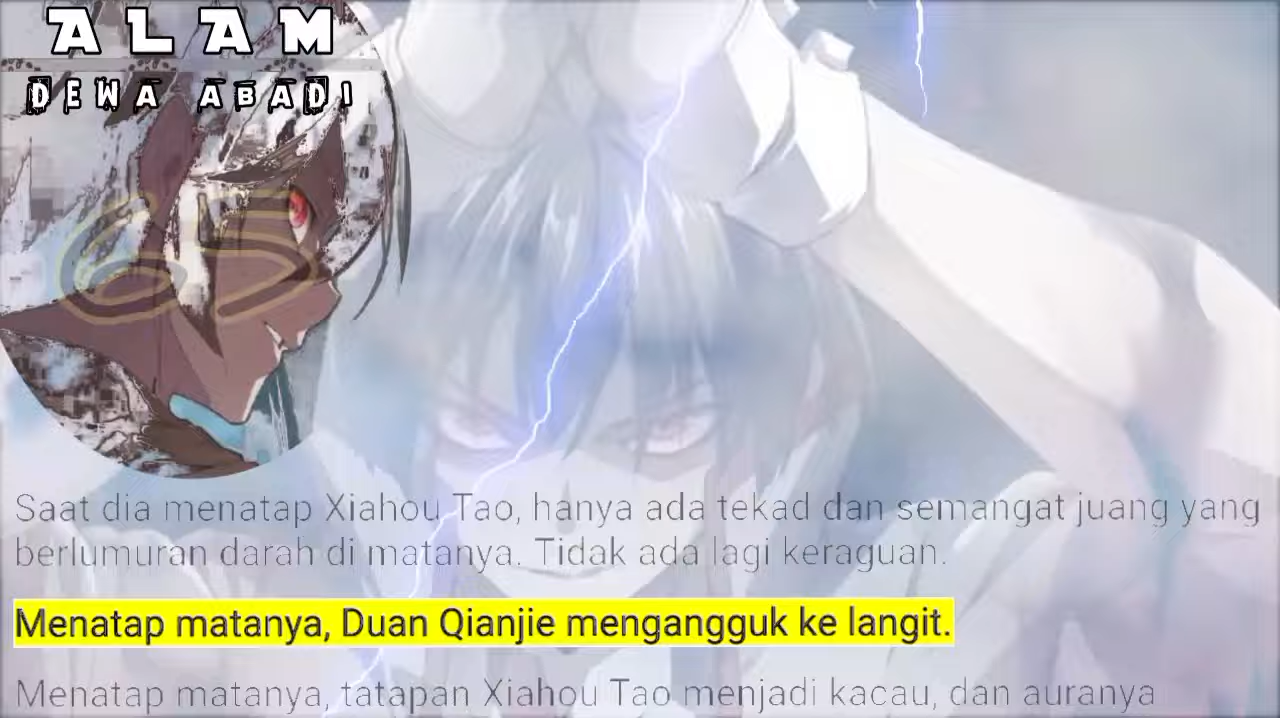 ALAM
DEWA ABADI
65
Saat dia menatap Xiahou Tao, hanya ada tekad dan semangat juang yang
berlumuran darah di matanya. Tidak ada lagi keraguan.
Menatap matanya, Duan Qianjie mengangguk ke langit.
Menatap matanya, tatapan Xiahou Tao menjadi kacau, dan auranya